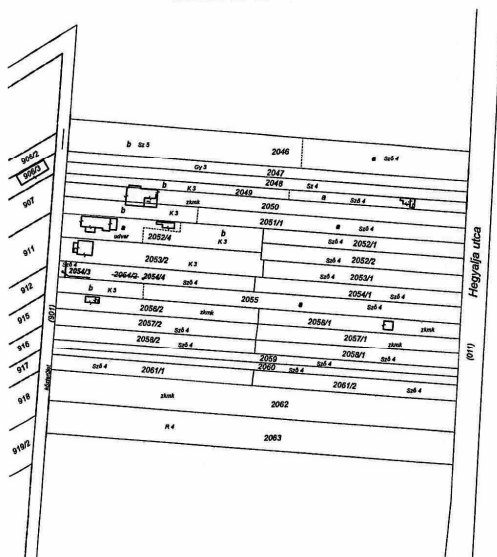 b Sz 5 2046 a Sző 4
Gy 3 2047
2048 Sz 4
b K 3 2049 a Sző 4
zkmk 2050
b K 3 2051/1 a Sző 4
a udvar 2052/4 b K 3 Sző 4 2052/1
Sző 4 2052/2
2053/2 K 3 Sző 4 2053/1
Sző 4 2054/3 2054/2 2054/4 Sző 4 2054/1 Sző 4
b K 3 2055 a Sző 4
2056/2 zkmk 2056/1 zkmk
2057/2 Sző 4 2057/1
2058/2 Sző 4 2058/1 Sző 4
2059 Sző 4
2060 Sző 4
Sző 4 2061/1 2061/2 Sző 4
zkmk 2062
R 4 2063
906/2
906/3
907
911
912
915
916
917
918
919/2
(901)
Hegyalja utca
(011)